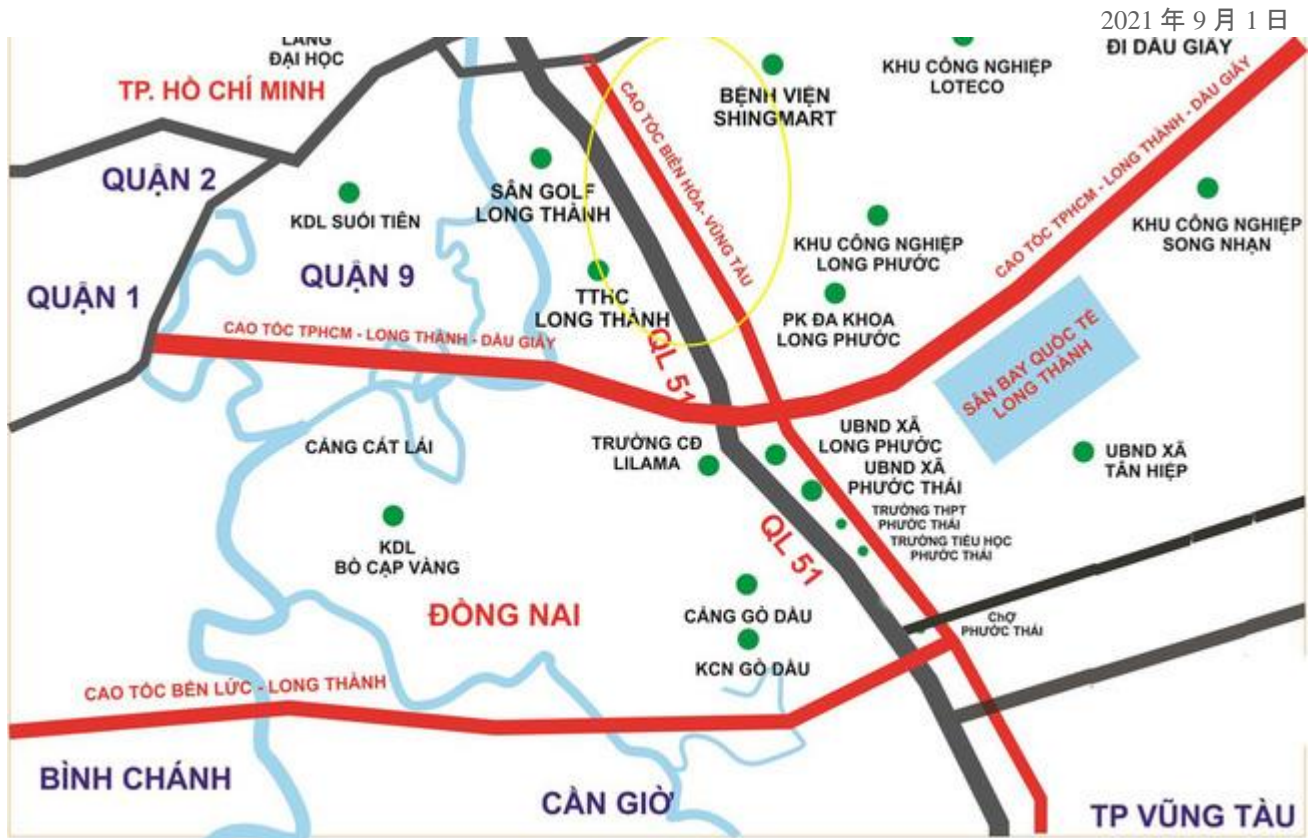 2021 年 9 月 1 日
LÀNG
ĐẠI HỌC
ĐI DẦU GIÂY
KHU CÔNG NGHIỆP
LOTECO
TP. HỒ CHÍ MINH
BỆNH VIỆN
SHINGMART
CAO TỐC BIÊN HÒA- VŨNG TÀU
CAO TỐC TPHCM - LONG THÀNH - DẦU GIÂY
QUẬN 2
SÂN GOLF
LONG THÀNH
KDL SUỐI TIÊN
KHU CÔNG NGHIỆP
SONG NHẠN
KHU CÔNG NGHIỆP
LONG PHƯỚC
QUẬN 9
QUẬN 1
TTHC
LONG THÀNH
PK ĐA KHOA
LONG PHƯỚC
CAO TỐC TPHCM - LONG THÀNH - DẦU GIÂY
QL 51
SÂN BAY QUỐC TẾ
LONG THÀNH
CẢNG CÁT LÁI
TRƯỜNG CĐ
LILAMA
UBND XÃ
LONG PHƯỚC
UBND XÃ
PHƯỚC THÁI
UBND XÃ
TÂN HIỆP
TRƯỜNG THPT
PHƯỚC THÁI
TRƯỜNG TIỂU HỌC
PHƯỚC THÁI
QL 51
KDL
BÒ CẠP VÀNG
ĐỒNG NAI
CẢNG GÒ DẦU
ChỢ
PHƯỚC THÁI
KCN GÒ DẦU
CAO TỐC BẾN LỨC - LONG THÀNH
BÌNH CHÁNH
CẦN GIỜ
TP VŨNG TÀU